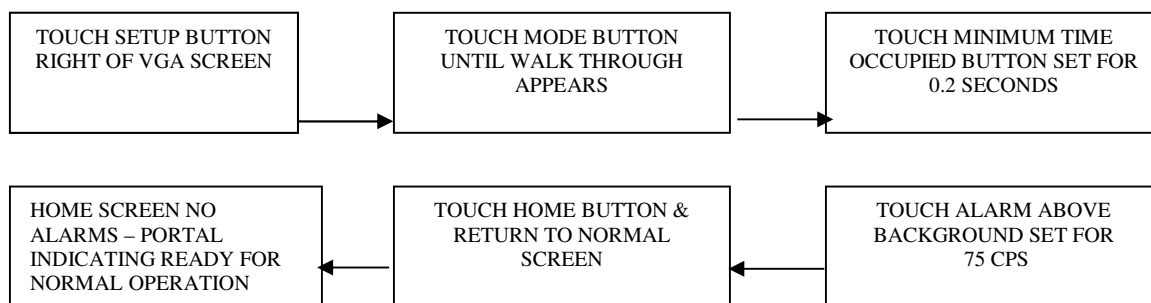 TOUCH SETUP BUTTON
RIGHT OF VGA SCREEN
TOUCH MODE BUTTON
UNTIL WALK THROUGH
APPEARS
TOUCH MINIMUM TIME
OCCUPIED BUTTON SET FOR
0.2 SECONDS
TOUCH ALARM ABOVE
BACKGROUND SET FOR
75 CPS
TOUCH HOME BUTTON &
RETURN TO NORMAL
SCREEN
HOME SCREEN NO
ALARMS – PORTAL
INDICATING READY FOR
NORMAL OPERATION